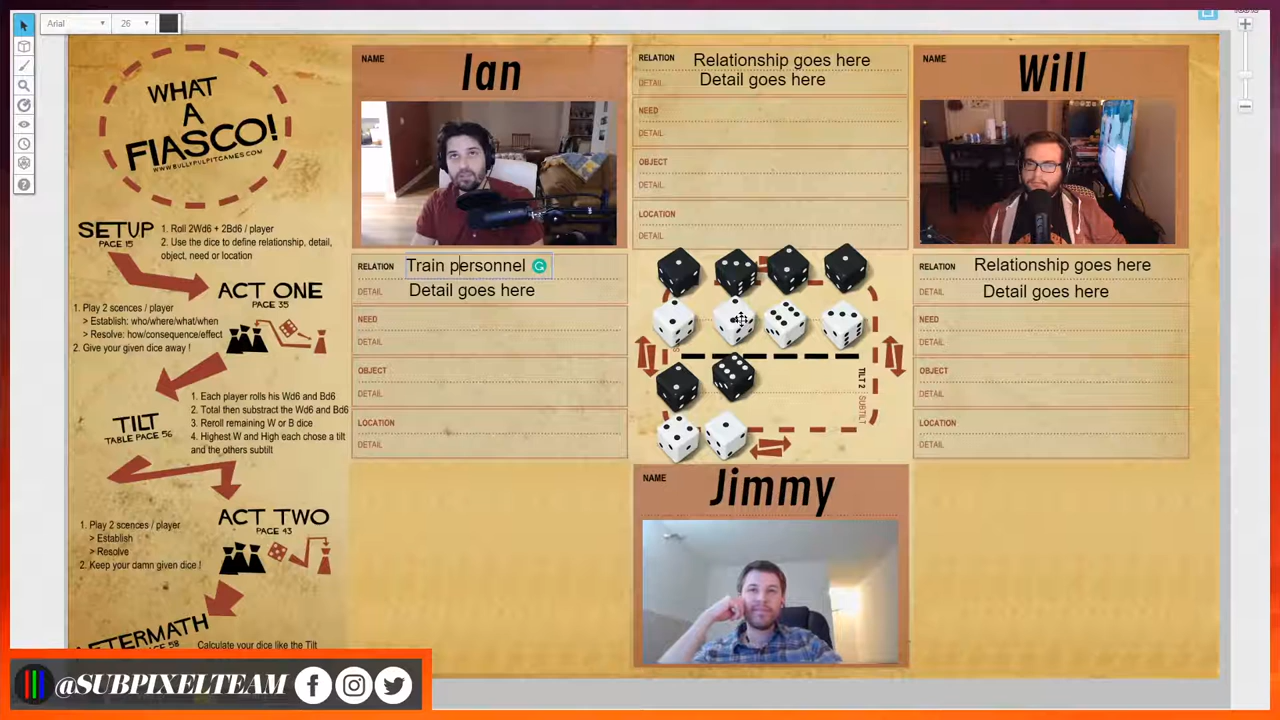 Arial
26
WHAT
A
FIASCO!
WWW.BULLYPULPITGAMES.COM
SETUP
PAGE 15
1. Roll 2Wd6 + 2Bd6 / player
2. Use the dice to define relationship, detail,
object, need or location
ACT ONE
PAGE 35
1. Play 2 scences / player
> Establish: who/where/what/when
> Resolve: how/consequence/effect
2. Give your given dice away !
TILT
TABLE PAGE 56
1. Each player rolls his Wd6 and Bd6
2. Total then substract the Wd6 and Bd6
3. Reroll remaining W or B dice
4. Highest W and High each chose a tilt
and the others subtilt
ACT TWO
PAGE 43
1. Play 2 scences / player
> Establish
> Resolve
2. Keep your damn given dice !
AFTERMATH
Calculate your dice like the Tilt
NAME
Ian
RELATION Relationship goes here
DETAIL Detail goes here
NEED
DETAIL
OBJECT
DETAIL
LOCATION
DETAIL
NAME
Will
RELATION Train personnel
DETAIL Detail goes here
NEED
DETAIL
OBJECT
DETAIL
LOCATION
DETAIL
TILT 2
SUBTILT
RELATION Relationship goes here
DETAIL Detail goes here
NEED
DETAIL
OBJECT
DETAIL
LOCATION
DETAIL
NAME
Jimmy
@SUBPIXELTEAM